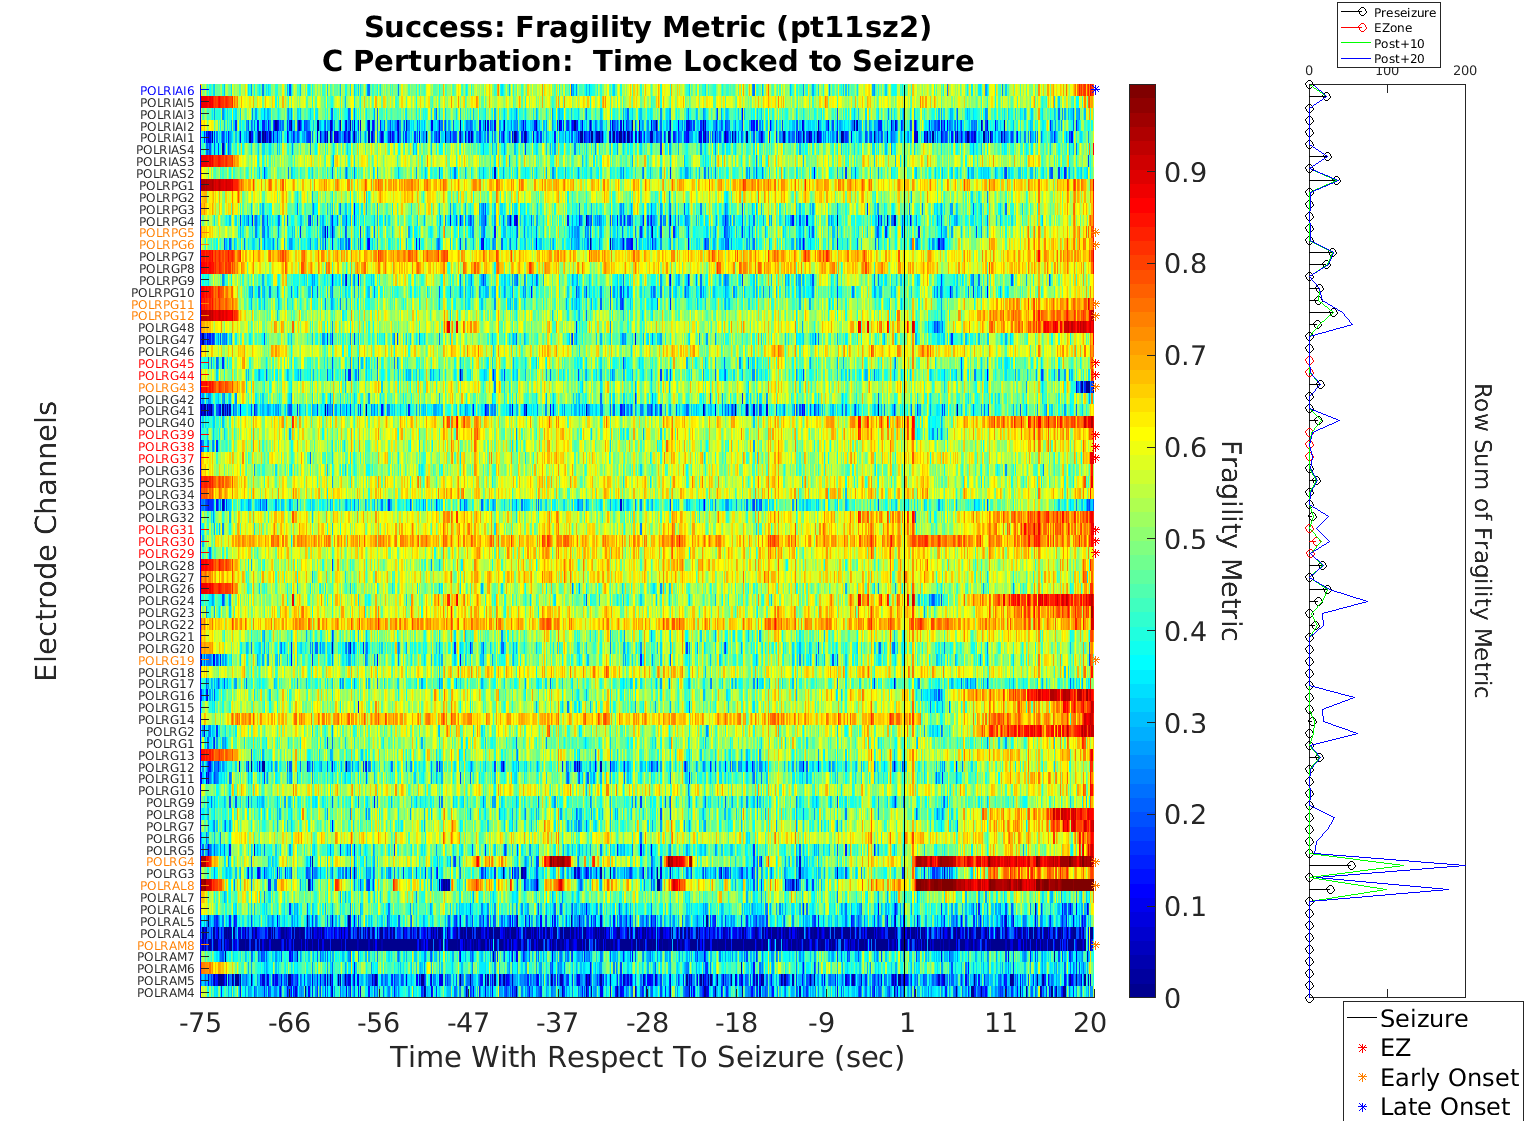 Success: Fragility Metric (pt11sz2)
C Perturbation:  Time Locked to Seizure
Preseizure
EZone
Post+10
Post+20
0 100 200
Electrode Channels
POLRIAI6
POLRIAI5
POLRIAI3
POLRIAI2
POLRIAI1
POLRIAS4
POLRIAS3
POLRIAS2
POLRPG1
POLRPG2
POLRPG3
POLRPG4
POLRPG5
POLRPG6
POLRPG7
POLRGP8
POLRPG9
POLRPG10
POLRPG11
POLRPG12
POLRG48
POLRG47
POLRG46
POLRG45
POLRG44
POLRG43
POLRG42
POLRG41
POLRG40
POLRG39
POLRG38
POLRG37
POLRG36
POLRG35
POLRG34
POLRG33
POLRG32
POLRG31
POLRG30
POLRG29
POLRG28
POLRG27
POLRG26
POLRG24
POLRG23
POLRG22
POLRG21
POLRG20
POLRG19
POLRG18
POLRG17
POLRG16
POLRG15
POLRG14
POLRG2
POLRG1
POLRG13
POLRG12
POLRG11
POLRG10
POLRG9
POLRG8
POLRG7
POLRG6
POLRG5
POLRG4
POLRG3
POLRAL8
POLRAL7
POLRAL6
POLRAL5
POLRAL4
POLRAM8
POLRAM7
POLRAM6
POLRAM5
POLRAM4
-75 -66 -56 -47 -37 -28 -18 -9 1 11 20
Time With Respect To Seizure (sec)
0.9
0.8
0.7
0.6
0.5
0.4
0.3
0.2
0.1
0
Fragility Metric
Row Sum of Fragility Metric
Seizure
EZ
Early Onset
Late Onset